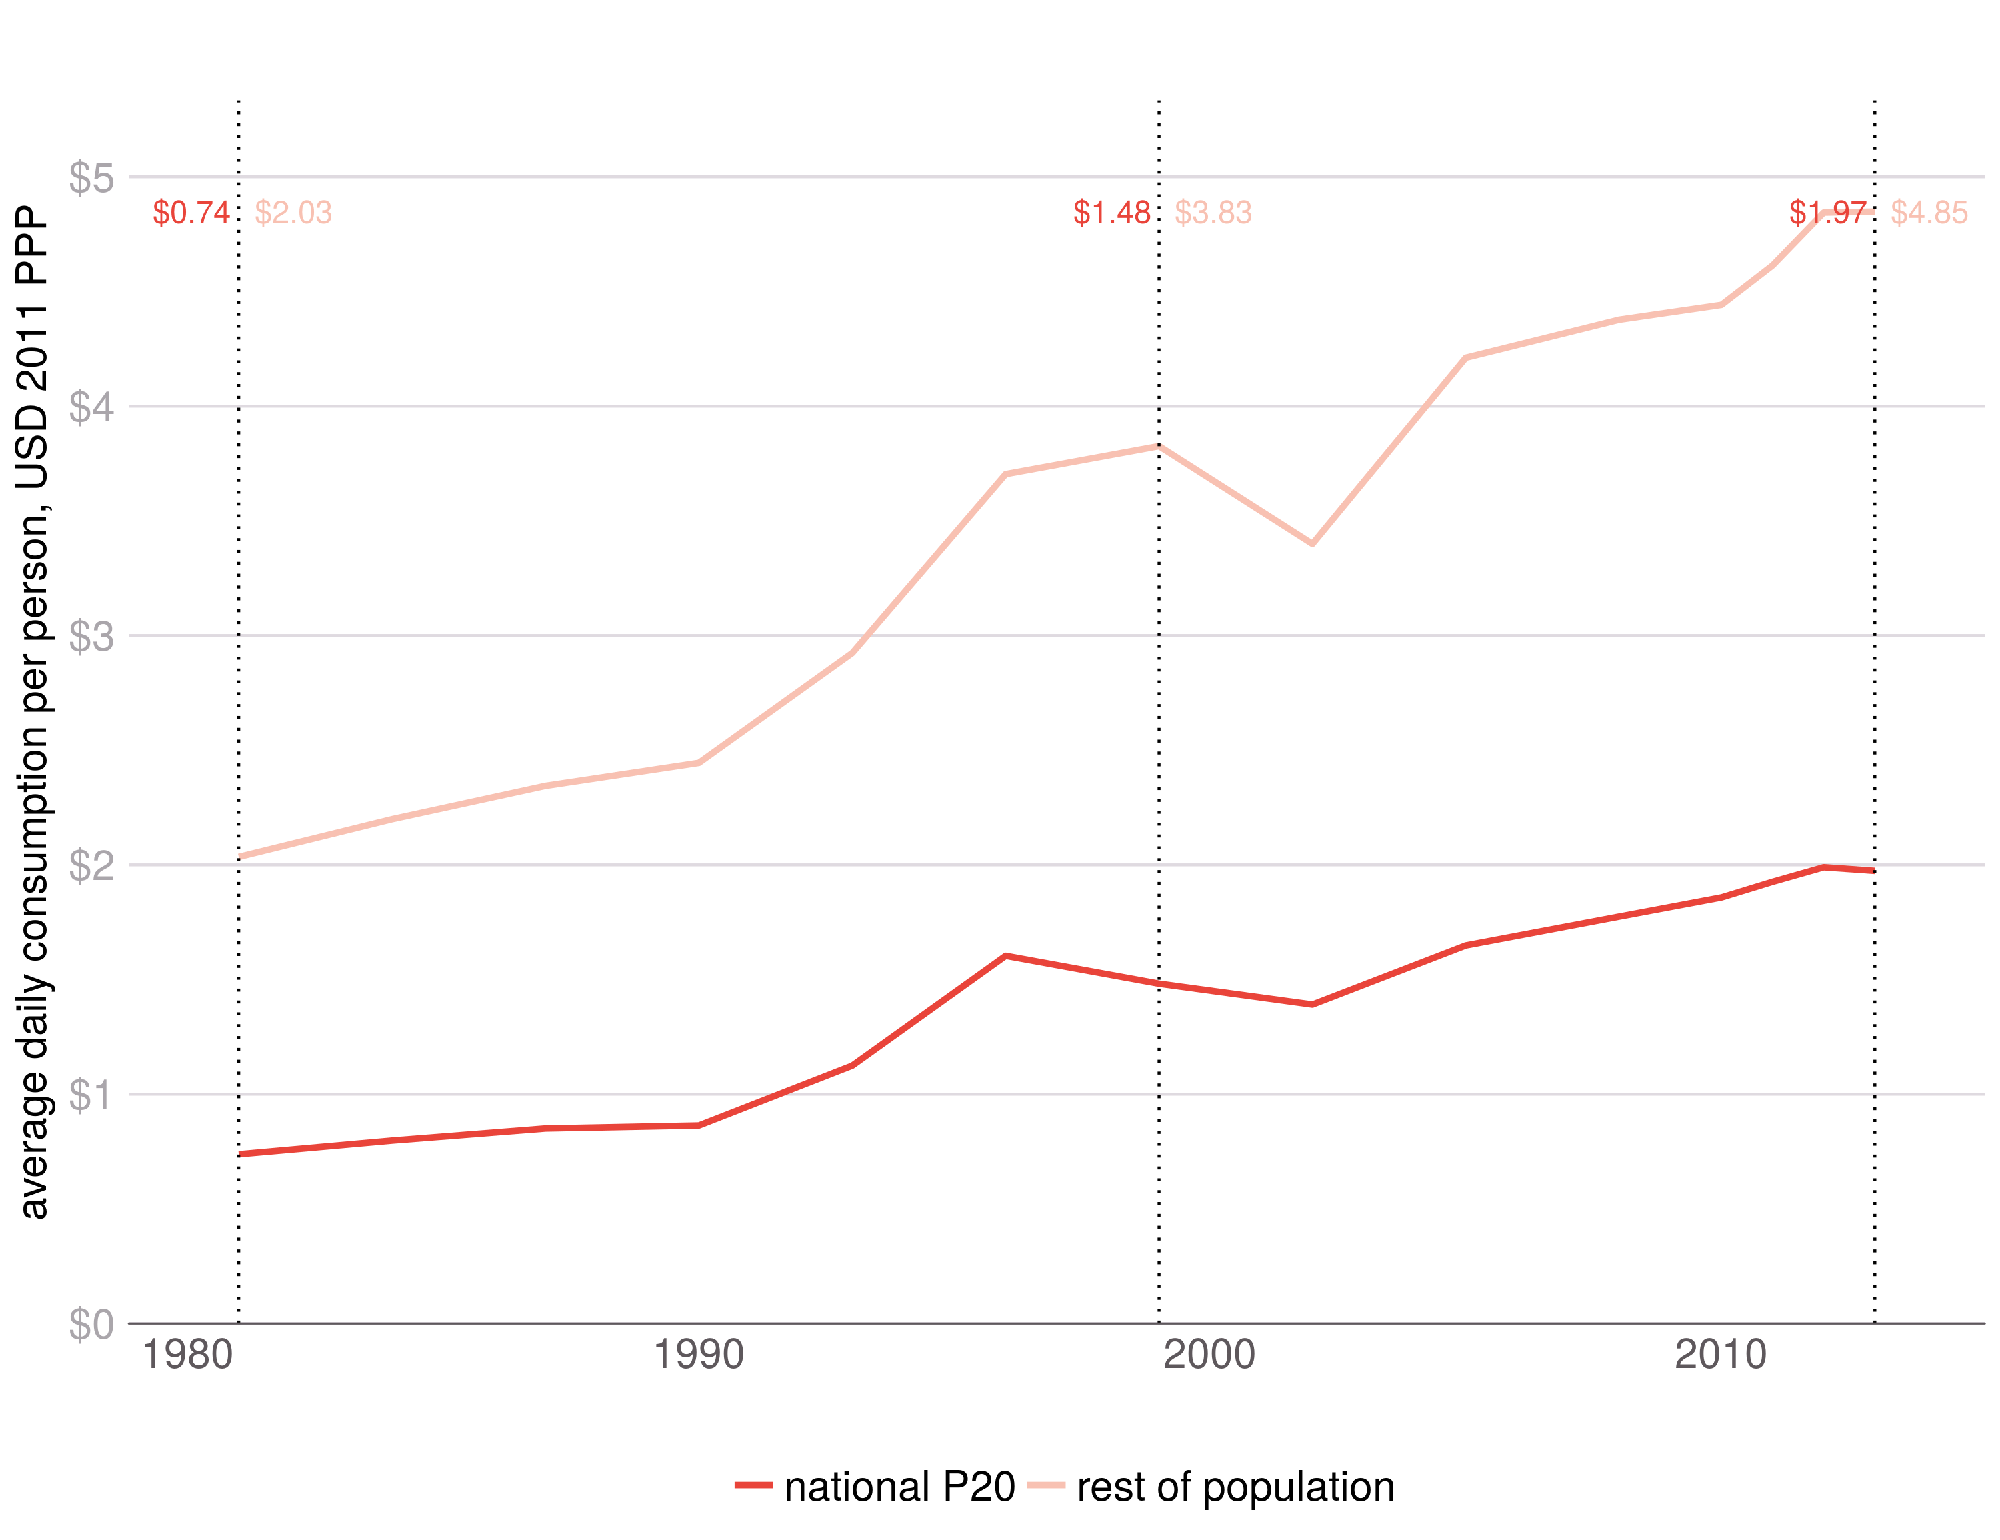 average daily consumption per person, USD 2011 PPP
$5
$0.74 $2.03 $1.48 $3.83 $1.97 $4.85
$4
$3
$2
$1
$0
1980 1990 2000 2010
national P20 rest of population